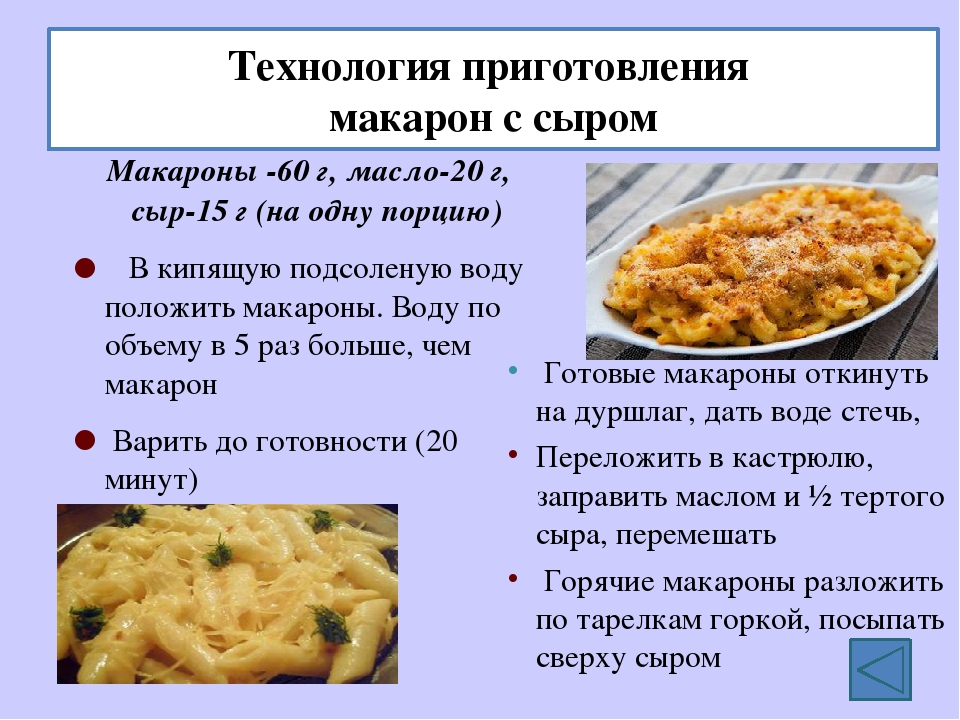 Технология приготовления
макарон с сыром
Макароны -60 г, масло-20 г,
сыр-15 г (на одну порцию)
В кипящую подсоленую воду
положить макароны. Воду по
объему в 5 раз больше, чем
макарон
Варить до готовности (20
минут)
Готовые макароны откинуть
на дуршлаг, дать воде стечь,
Переложить в кастрюлю,
заправить маслом и ½ тертого
сыра, перемешать
Горячие макароны разложить
по тарелкам горкой, посыпать
сверху сыром